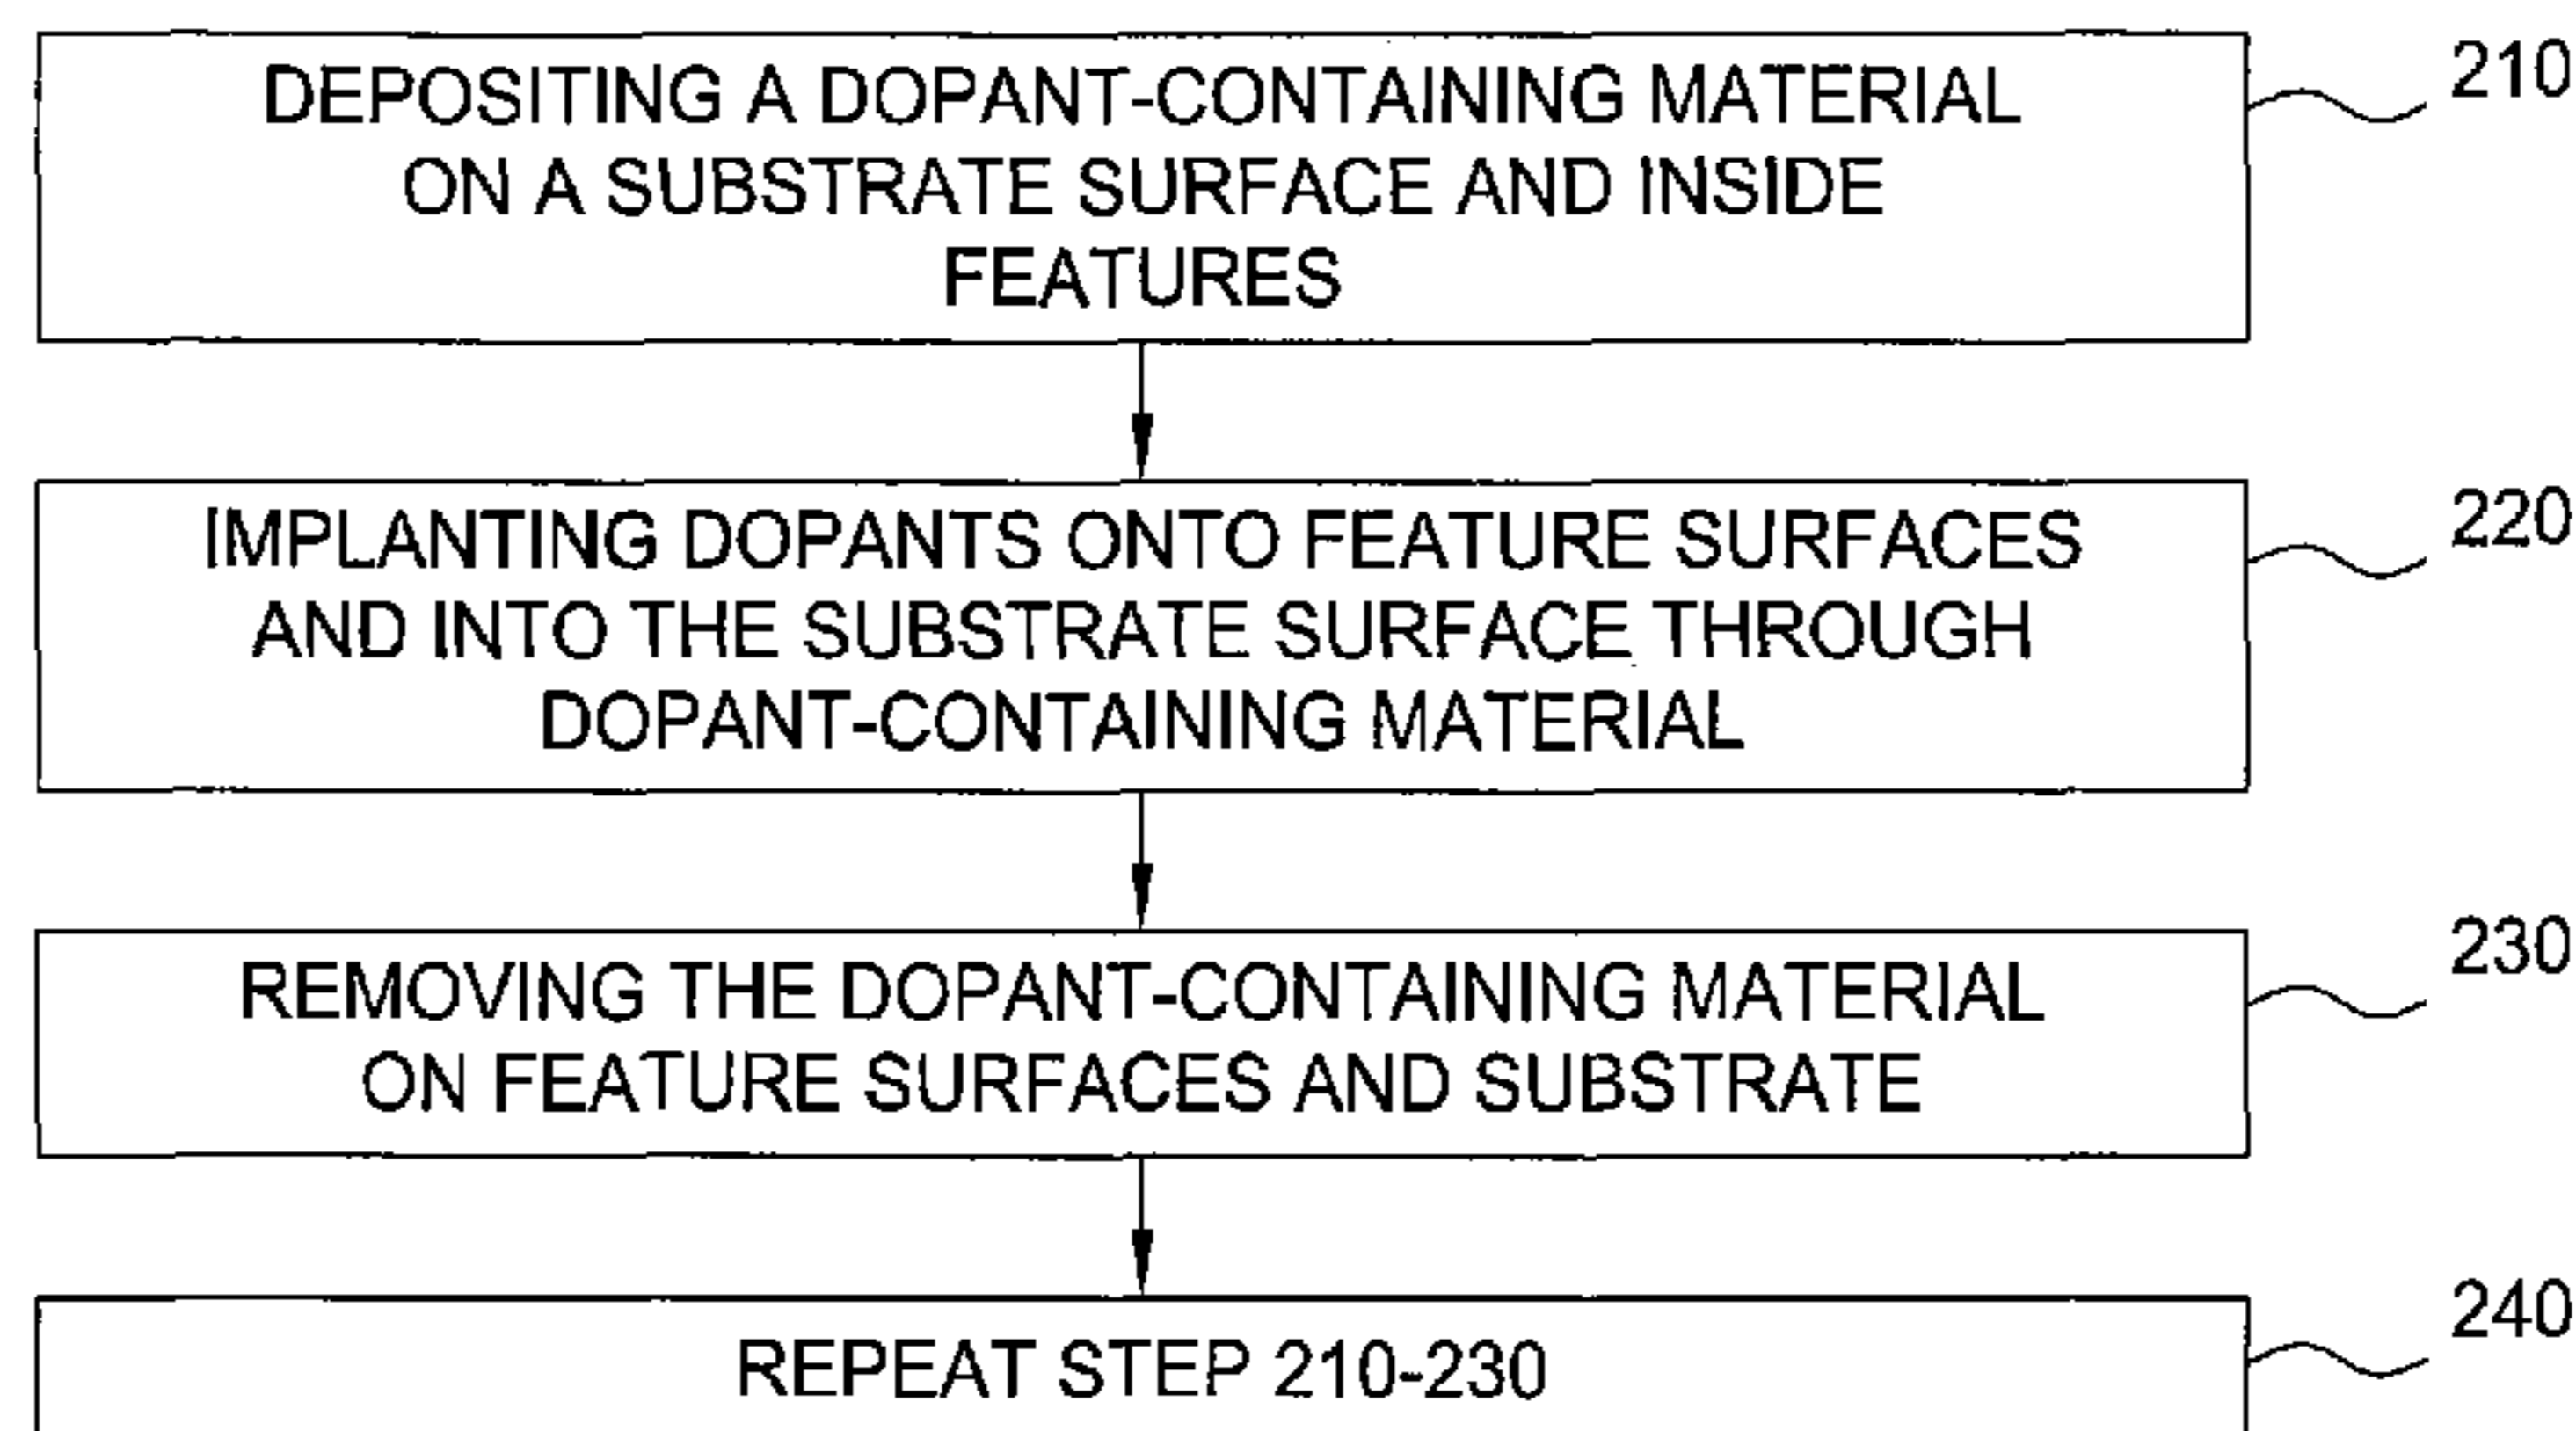 DEPOSITING A DOPANT-CONTAINING MATERIAL
ON A SUBSTRATE SURFACE AND INSIDE
FEATURES
210
IMPLANTING DOPANTS ONTO FEATURE SURFACES
AND INTO THE SUBSTRATE SURFACE THROUGH
DOPANT-CONTAINING MATERIAL
220
REMOVING THE DOPANT-CONTAINING MATERIAL
ON FEATURE SURFACES AND SUBSTRATE
230
REPEAT STEP 210-230
240